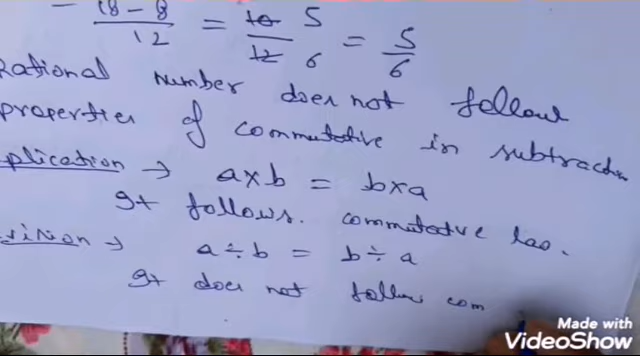 = 18 - 8 / 12 = 10 5 / 12 6 = 5/6
Rational number does not follow
properties of commutative in subtraction
plication → a×b = b×a
It follows. commutative law.
vision → a ÷ b = b ÷ a
It does not follow com
Made with
VideoShow